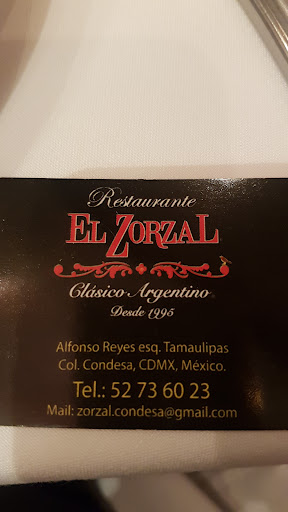 Restaurante
EL ZORZAL
Clásico Argentino
Desde 1995
Alfonso Reyes esq. Tamaulipas
Col. Condesa, CDMX, México.
Tel.: 52 73 60 23
Mail: zorzal.condesa@gmail.com